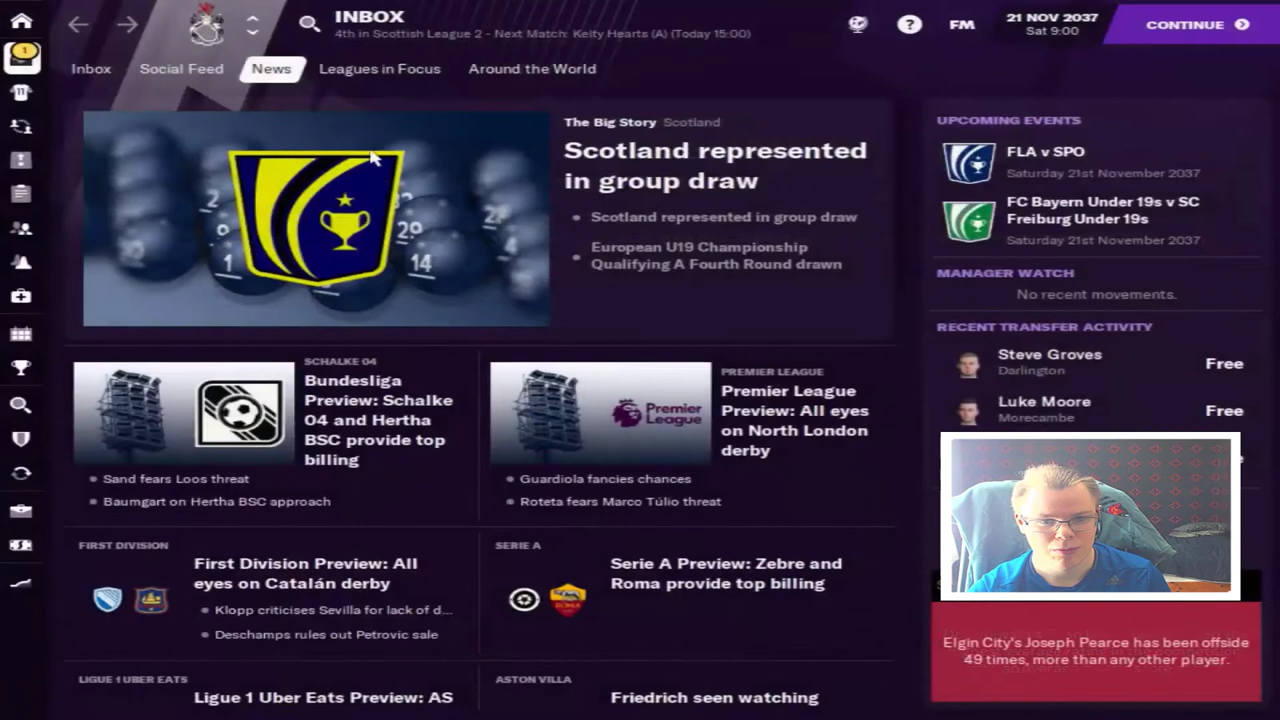 INBOX
4th in Scottish League 2 - Next Match: Kelty Hearts (A) (Today 15:00)
FM
21 NOV 2037
Sat 9:00
CONTINUE
1
11
Inbox
Social Feed
News
Leagues in Focus
Around the World
The Big Story Scotland
Scotland represented
in group draw
Scotland represented in group draw
European U19 Championship
Qualifying A Fourth Round drawn
29
1
14
UPCOMING EVENTS
FLA v SPO
Saturday 21st November 2037
FC Bayern Under 19s v SC
Freiburg Under 19s
Saturday 21st November 2037
MANAGER WATCH
No recent movements.
RECENT TRANSFER ACTIVITY
Steve Groves
Darlington
Free
Luke Moore
Morecambe
Free
SCHALKE 04
Bundesliga
Preview: Schalke
04 and Hertha
BSC provide top
billing
Sand fears Loos threat
Baumgart on Hertha BSC approach
PREMIER LEAGUE
Premier League
Preview: All eyes
on North London
derby
Premier
League
Guardiola fancies chances
Roteta fears Marco Túlio threat
FIRST DIVISION
First Division Preview: All
eyes on Catalán derby
Klopp criticises Sevilla for lack of d...
Deschamps rules out Petrovic sale
SERIE A
Serie A Preview: Zebre and
Roma provide top billing
ROMA
LIGUE 1 UBER EATS
Ligue 1 Uber Eats Preview: AS
ASTON VILLA
Friedrich seen watching
Elgin City's Joseph Pearce has been offside
49 times, more than any other player.